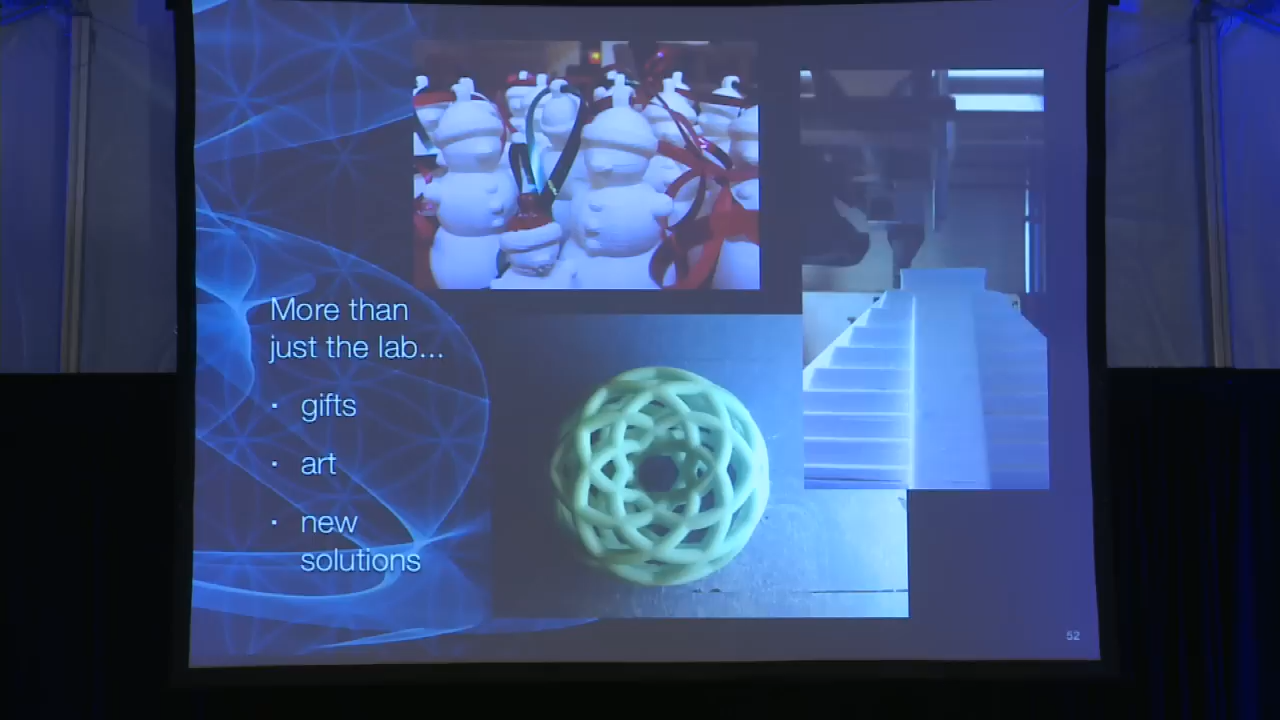 More than
just the lab...
· gifts
· art
· new
solutions
52